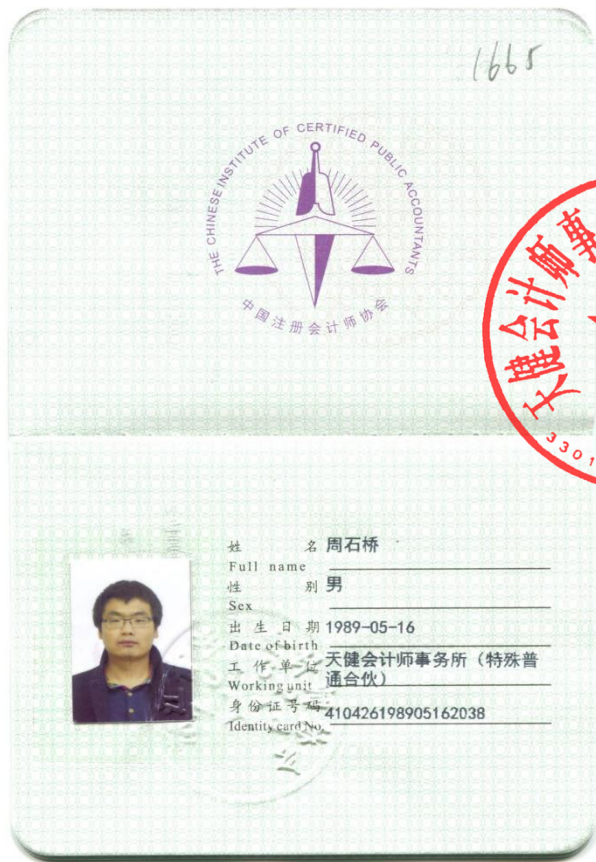 1665
THE CHINESE INSTITUTE OF CERTIFIED PUBLIC ACCOUNTANTS
中国注册会计师协会
天健会计师事
3301
姓 名 周石桥
Full name
性 别 男
Sex
出生日期 1989-05-16
Date of birth
工作单位 天健会计师事务所（特殊普
Working unit 通合伙）
身份证号码 410426198905162038
Identity card No.